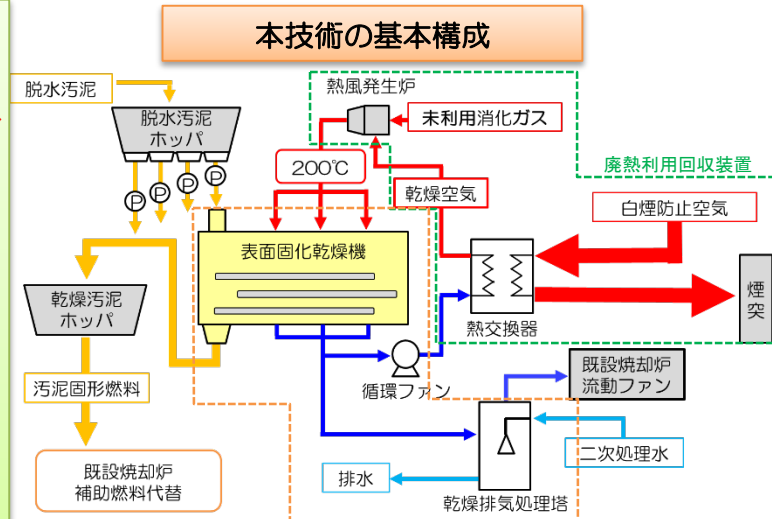 本技術の基本構成
脱水汚泥
脱水汚泥
ホッパ
P
P
P
P
熱風発生炉
未利用消化ガス
200℃
乾燥空気
廃熱利用回収装置
白煙防止空気
表面固化乾燥機
乾燥汚泥
ホッパ
熱交換器
煙
突
循環ファン
既設焼却炉
流動ファン
汚泥固形燃料
二次処理水
既設焼却炉
補助燃料代替
排水
乾燥排気処理塔